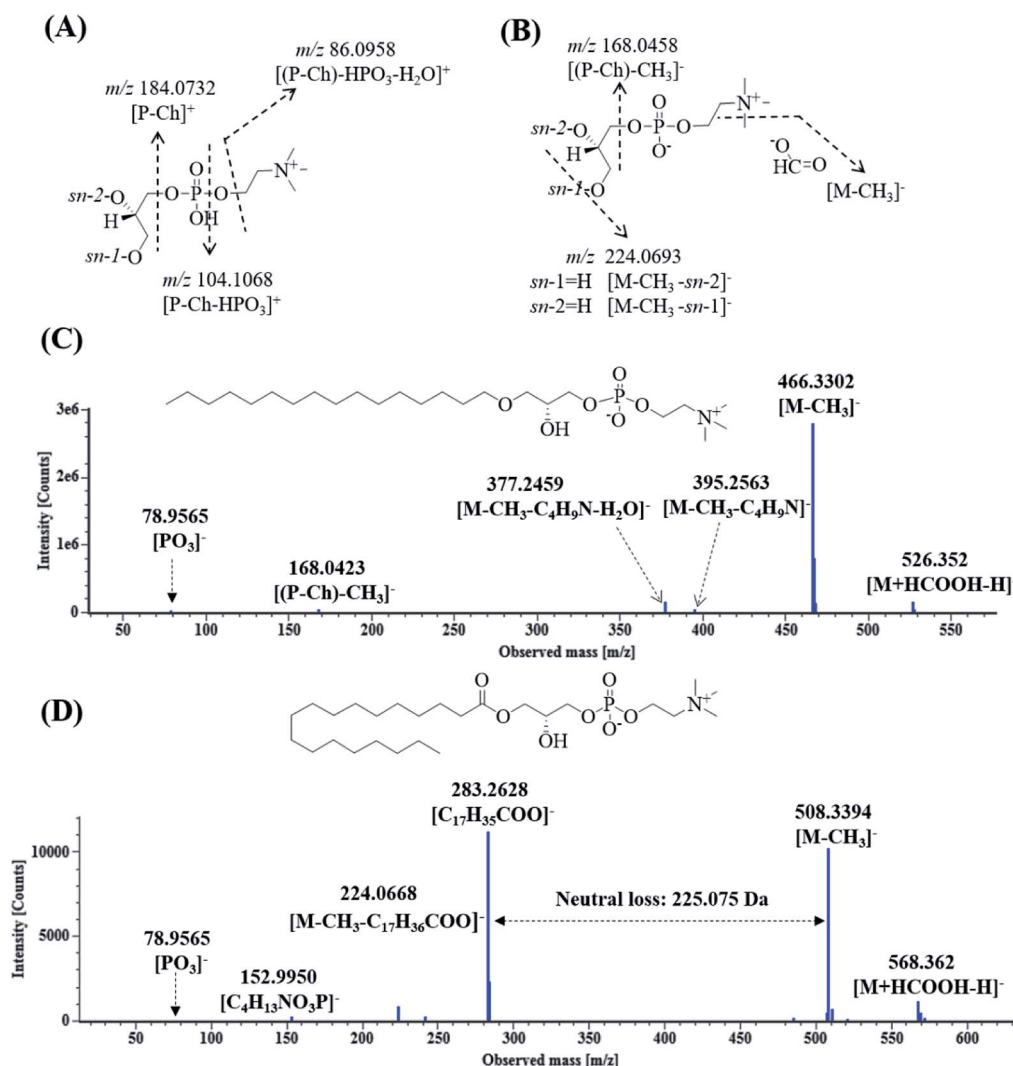 (A)
m/z 86.0958
[(P-Ch)-HPO₃-H₂O]⁺
m/z 184.0732
[P-Ch]⁺
sn-2
O
H
sn-1
O
O
O
P
OH
O
N⁺
m/z 104.1068
[P-Ch-HPO₃]⁺
(B)
m/z 168.0458
[(P-Ch)-CH₃]⁻
sn-2
O
H
sn-1
O
O
O
P
O⁻
O
N⁺
⁻O
HC=O
[M-CH₃]⁻
m/z 224.0693
sn-1=H [M-CH₃-sn-2]⁻
sn-2=H [M-CH₃-sn-1]⁻
(C)
O
OH
O
O
P
⁻O
O
N⁺
466.3302
[M-CH₃]⁻
377.2459
[M-CH₃-C₄H₉N-H₂O]⁻
395.2563
[M-CH₃-C₄H₉N]⁻
78.9565
[PO₃]⁻
168.0423
[(P-Ch)-CH₃]⁻
526.352
[M+HCOOH-H]
Intensity [Counts]
3e6
2e6
1e6
0
50 100 150 200 250 300 350 400 450 500 550
Observed mass [m/z]
(D)
O
O
OH
O
O
P
O⁻
O
N⁺
283.2628
[C₁₇H₃₅COO]⁻
508.3394
[M-CH₃]⁻
224.0668
[M-CH₃-C₁₇H₃₆COO]⁻
Neutral loss: 225.075 Da
78.9565
[PO₃]⁻
152.9950
[C₄H₁₃NO₃P]⁻
568.362
[M+HCOOH-H]⁻
Intensity [Counts]
10000
5000
0
50 100 150 200 250 300 350 400 450 500 550 600
Observed mass [m/z]